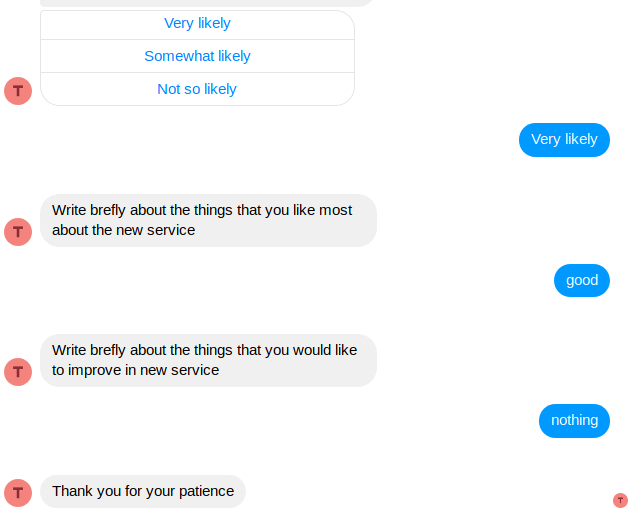 Very likely
Somewhat likely
Not so likely
T
Very likely
Write brefly about the things that you like most
about the new service
T
good
Write brefly about the things that you would like
to improve in new service
T
nothing
Thank you for your patience
T
T